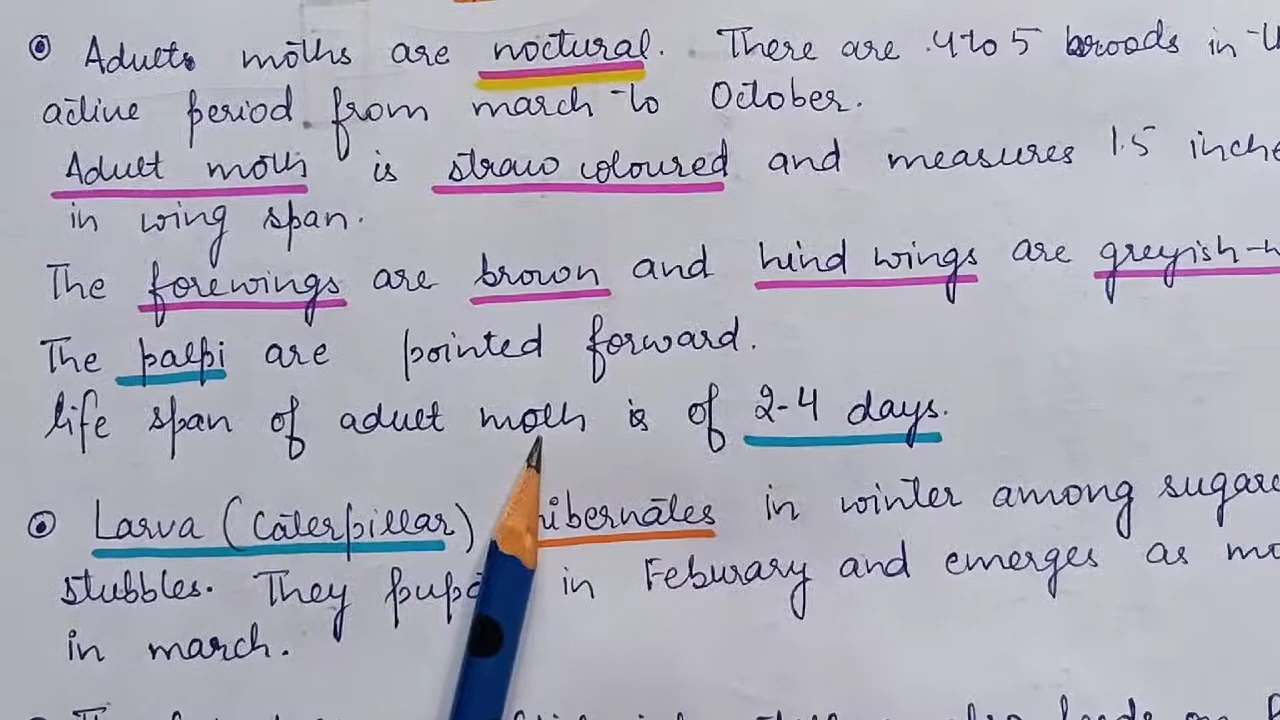 Adults moths are noctural. There are 4 to 5 broods in
active period from march to October.
Adult moth is straw coloured and measures 1.5
in wing span.
The forewings are brown and hind wings are greyish-
The palpi are pointed forward.
life span of adult moth is of 2-4 days.
Larva (Caterpillar) hibernates in winter among
stubbles. They in Feburary and emerges as
in march.